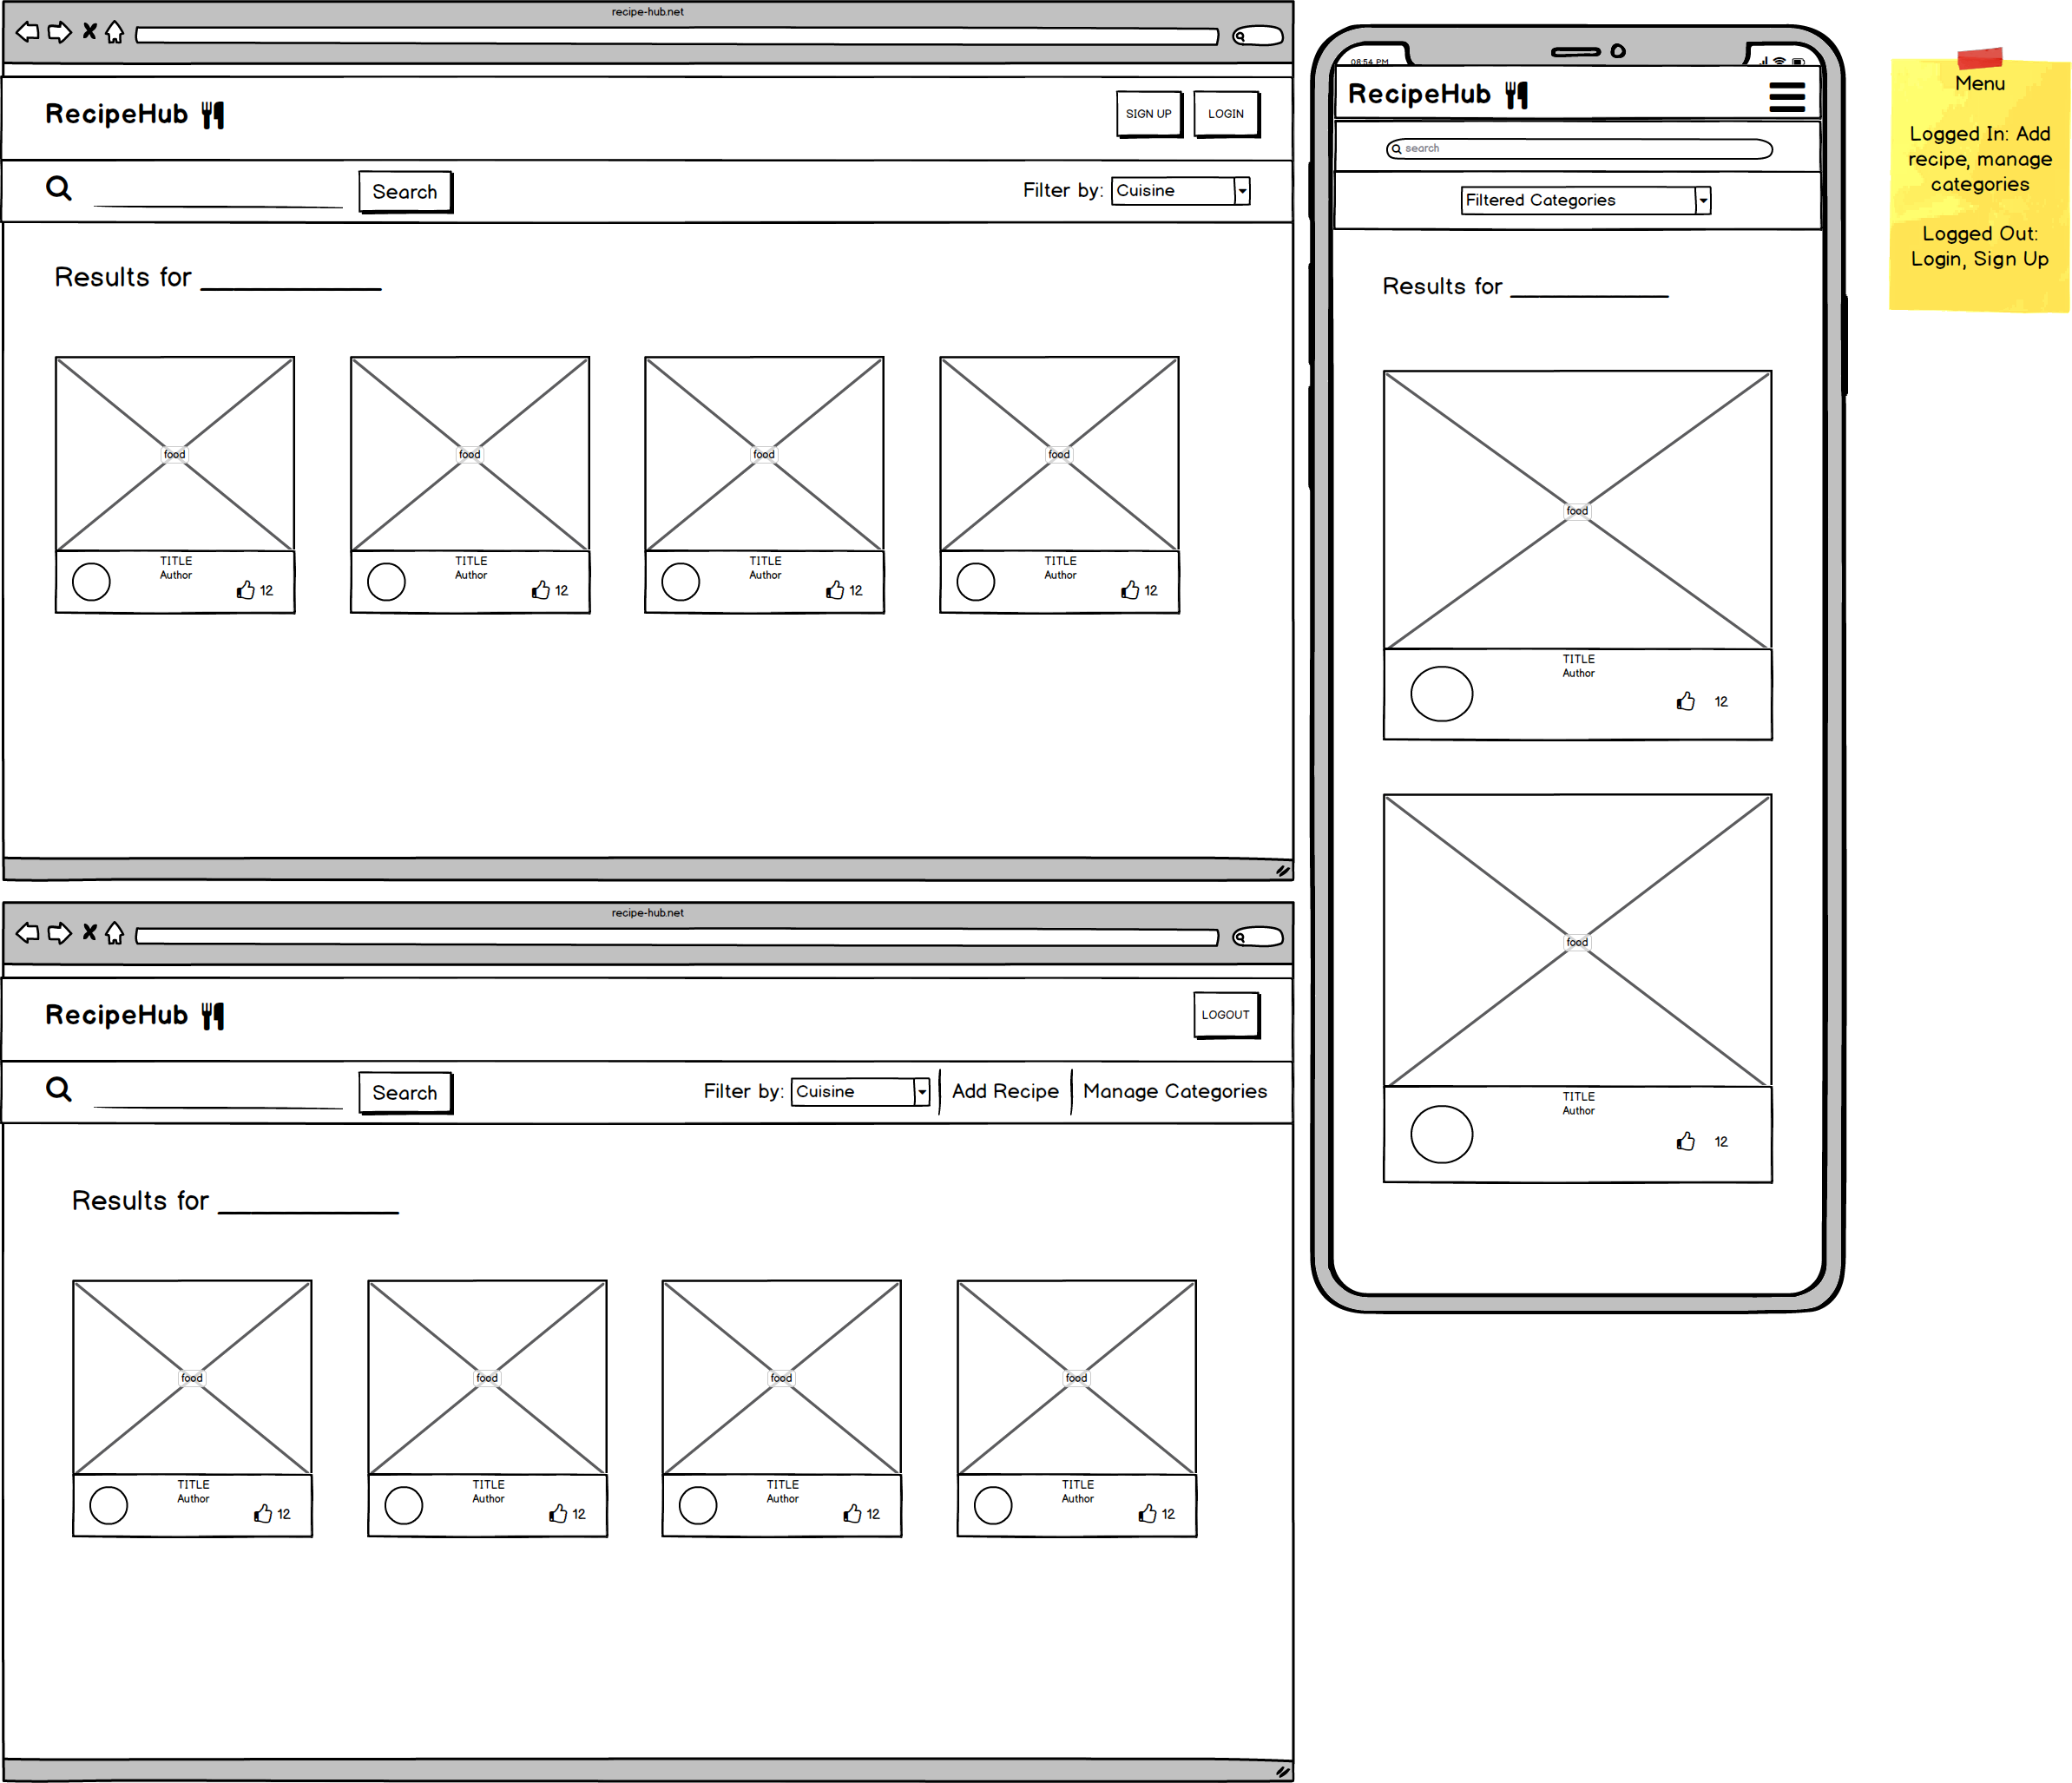 recipe-hub.net
RecipeHub
SIGN UP
LOGIN
Search
Filter by: Cuisine
Results for
food
food
food
food
TITLE
Author
12
TITLE
Author
12
TITLE
Author
12
TITLE
Author
12
recipe-hub.net
RecipeHub
LOGOUT
Search
Filter by: Cuisine
Add Recipe
Manage Categories
Results for
food
food
food
food
TITLE
Author
12
TITLE
Author
12
TITLE
Author
12
TITLE
Author
12
08:54 PM
RecipeHub
search
Filtered Categories
Results for
food
TITLE
Author
12
food
TITLE
Author
12
Menu
Logged In: Add
recipe, manage
categories
Logged Out:
Login, Sign Up